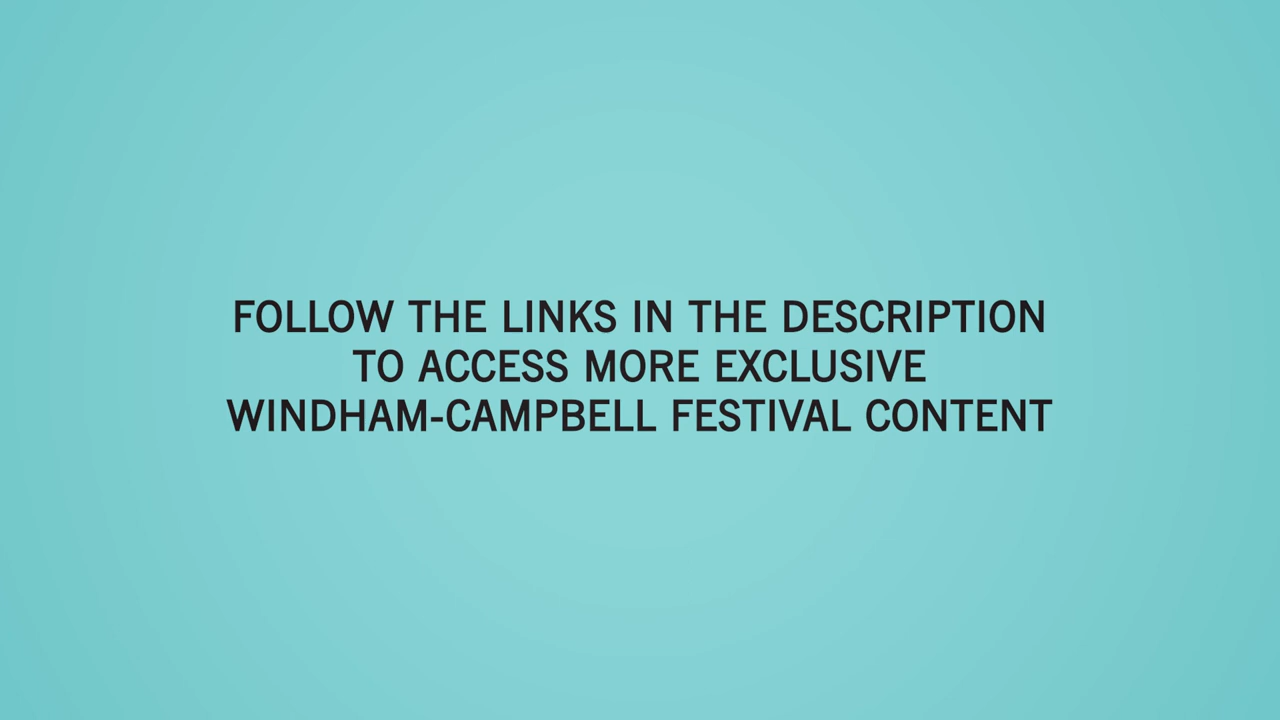 FOLLOW THE LINKS IN THE DESCRIPTION
TO ACCESS MORE EXCLUSIVE
WINDHAM-CAMPBELL FESTIVAL CONTENT